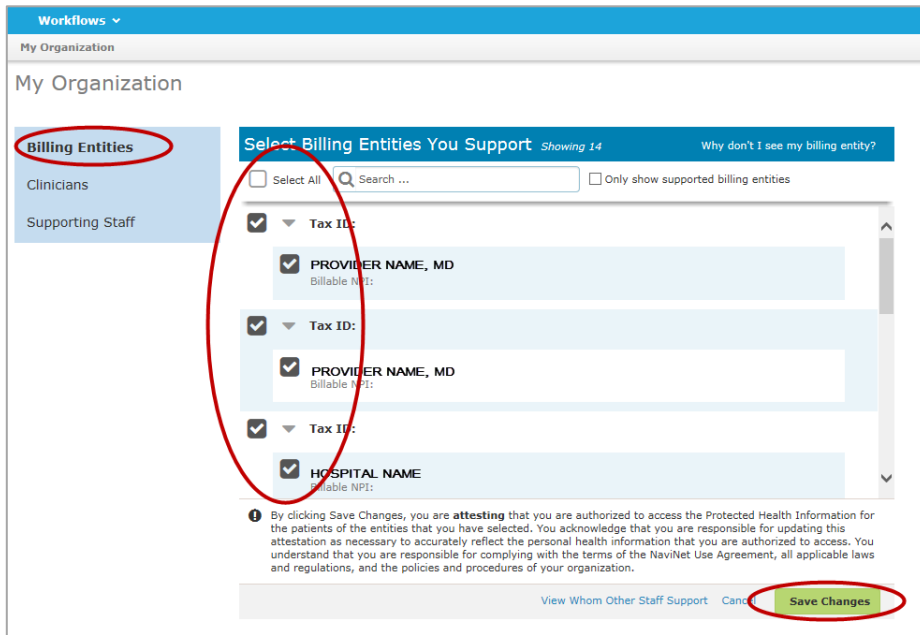 Workflows
My Organization
My Organization
Billing Entities
Clinicians
Supporting Staff
Select Billing Entities You Support Showing 14 Why don't I see my billing entity?
Select All Search ... Only show supported billing entities
Tax ID:
PROVIDER NAME, MD
Billable NPI:
Tax ID:
PROVIDER NAME, MD
Billable NPI:
Tax ID:
HOSPITAL NAME
Billable NPI:
By clicking Save Changes, you are attesting that you are authorized to access the Protected Health Information for
the patients of the entities that you have selected. You acknowledge that you are responsible for updating this
attestation as necessary to accurately reflect the personal health information that you are authorized to access. You
understand that you are responsible for complying with the terms of the NaviNet Use Agreement, all applicable laws
and regulations, and the policies and procedures of your organization.
View Whom Other Staff Support Cancel Save Changes